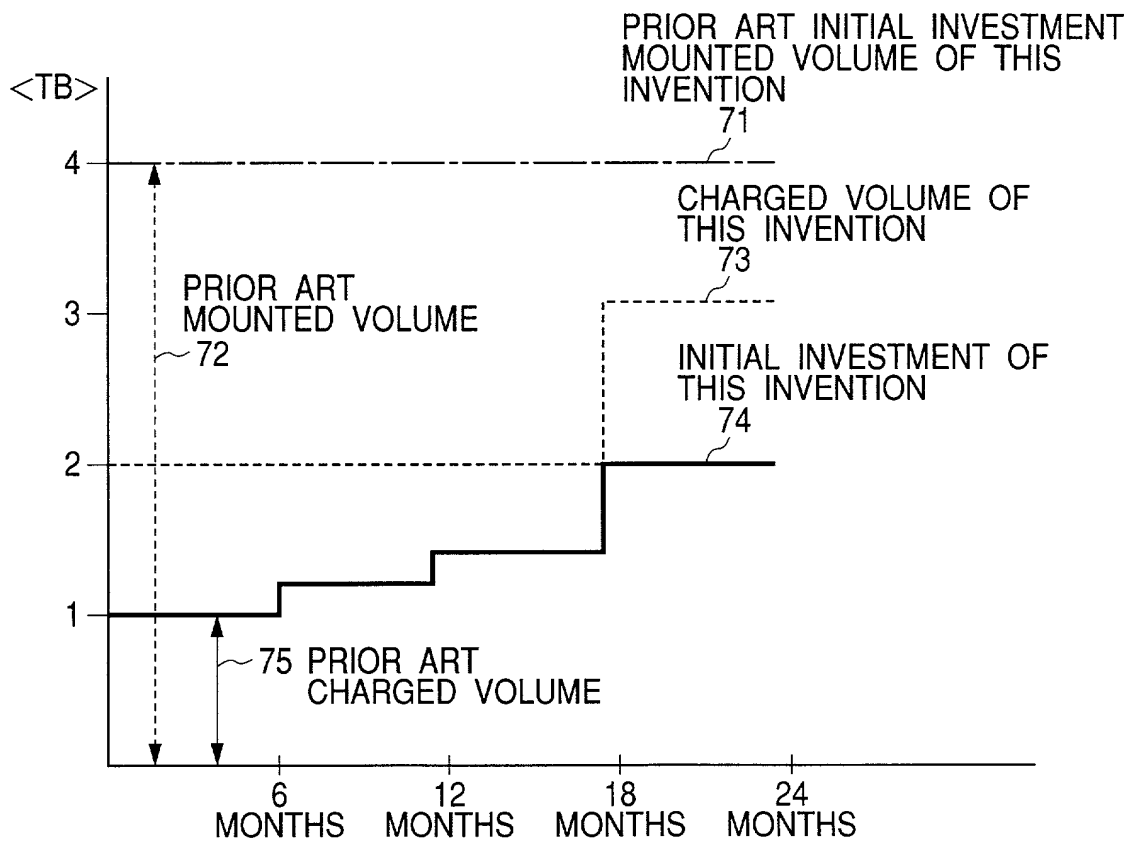 PRIOR ART INITIAL INVESTMENT
MOUNTED VOLUME OF THIS
INVENTION
71
<TB>
4
CHARGED VOLUME OF
THIS INVENTION
73
PRIOR ART
MOUNTED VOLUME
72
3
INITIAL INVESTMENT OF
THIS INVENTION
74
2
1
75 PRIOR ART
CHARGED VOLUME
6 12 18 24
MONTHS MONTHS MONTHS MONTHS